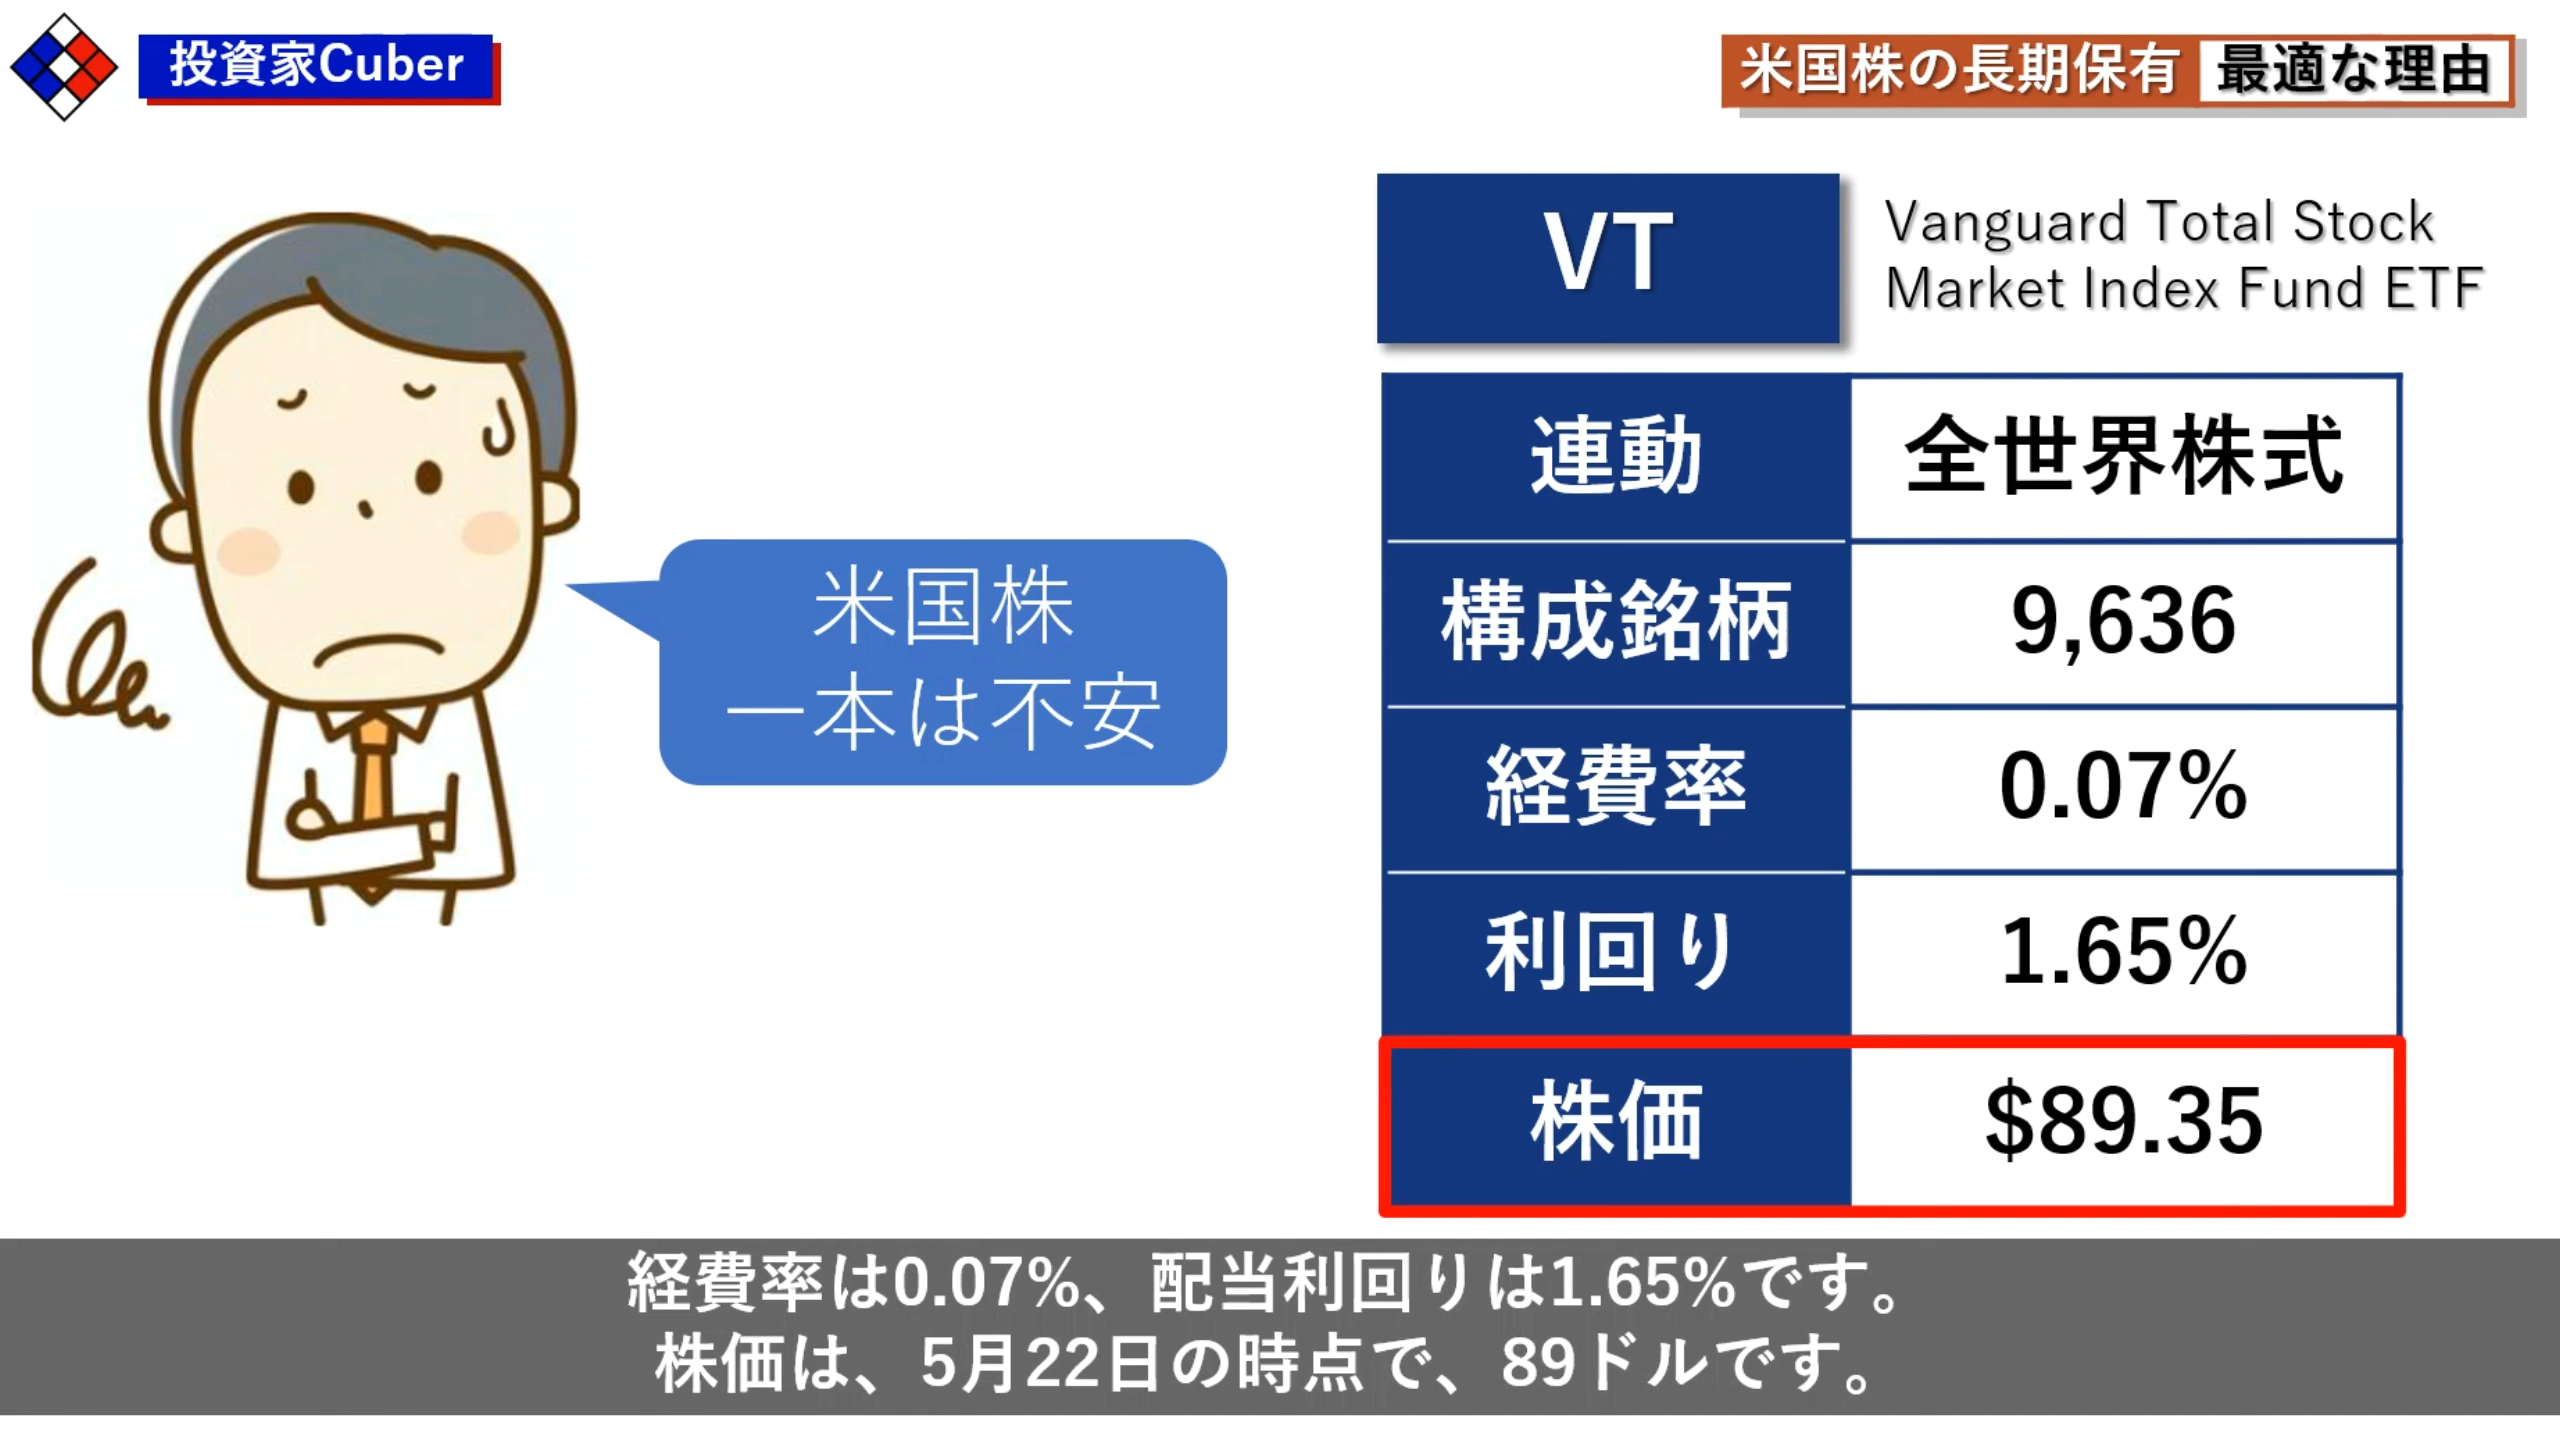 投資家Cuber
米国株の長期保有 最適な理由
VT
Vanguard Total Stock
Market Index Fund ETF
米国株
一本は不安
連動 全世界株式
構成銘柄 9,636
経費率 0.07%
利回り 1.65%
株価 $89.35
経費率は0.07%、配当利回りは1.65%です。
株価は、5月22日の時点で、89ドルです。